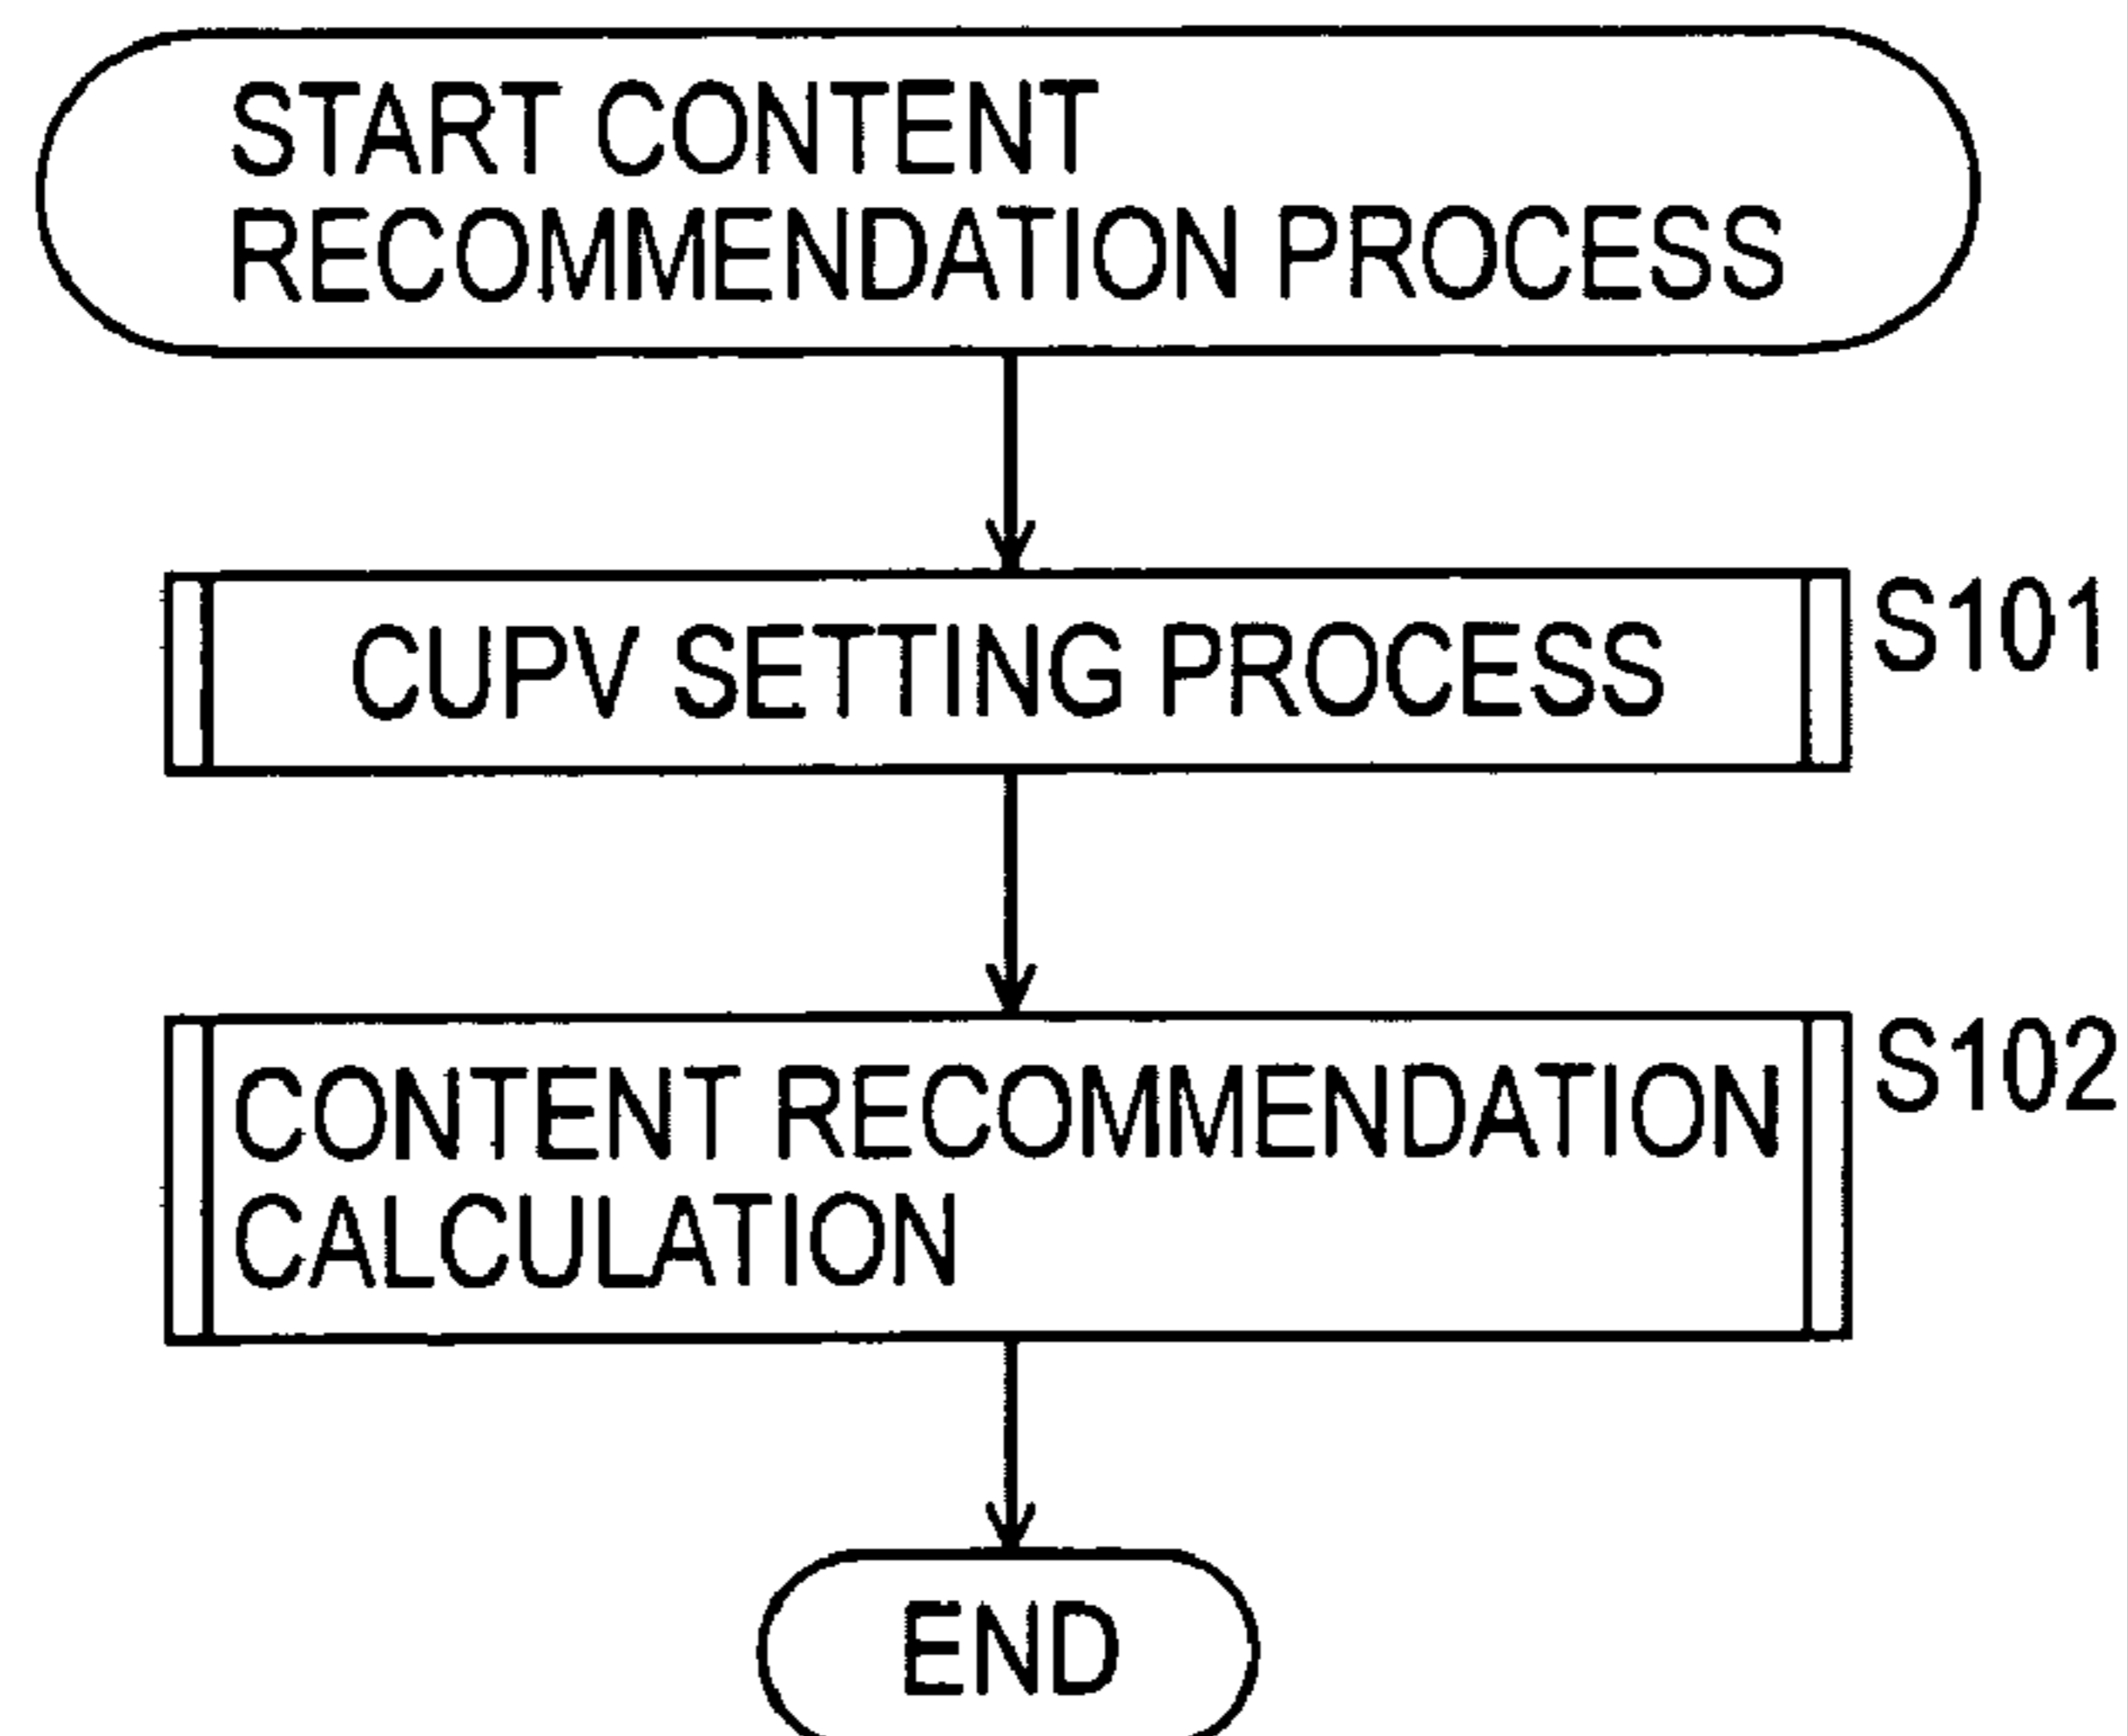 START CONTENT
RECOMMENDATION PROCESS
CUPV SETTING PROCESS
S101
CONTENT RECOMMENDATION
CALCULATION
S102
END